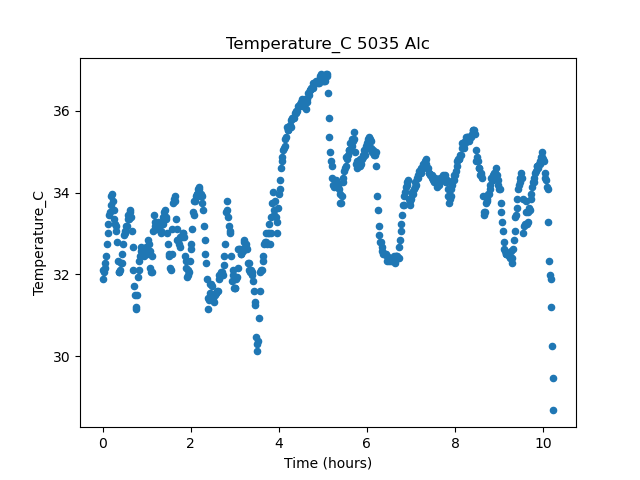 Temperature_C 5035 Alc
36
34
32
30
Temperature_C
0 2 4 6 8 10
Time (hours)